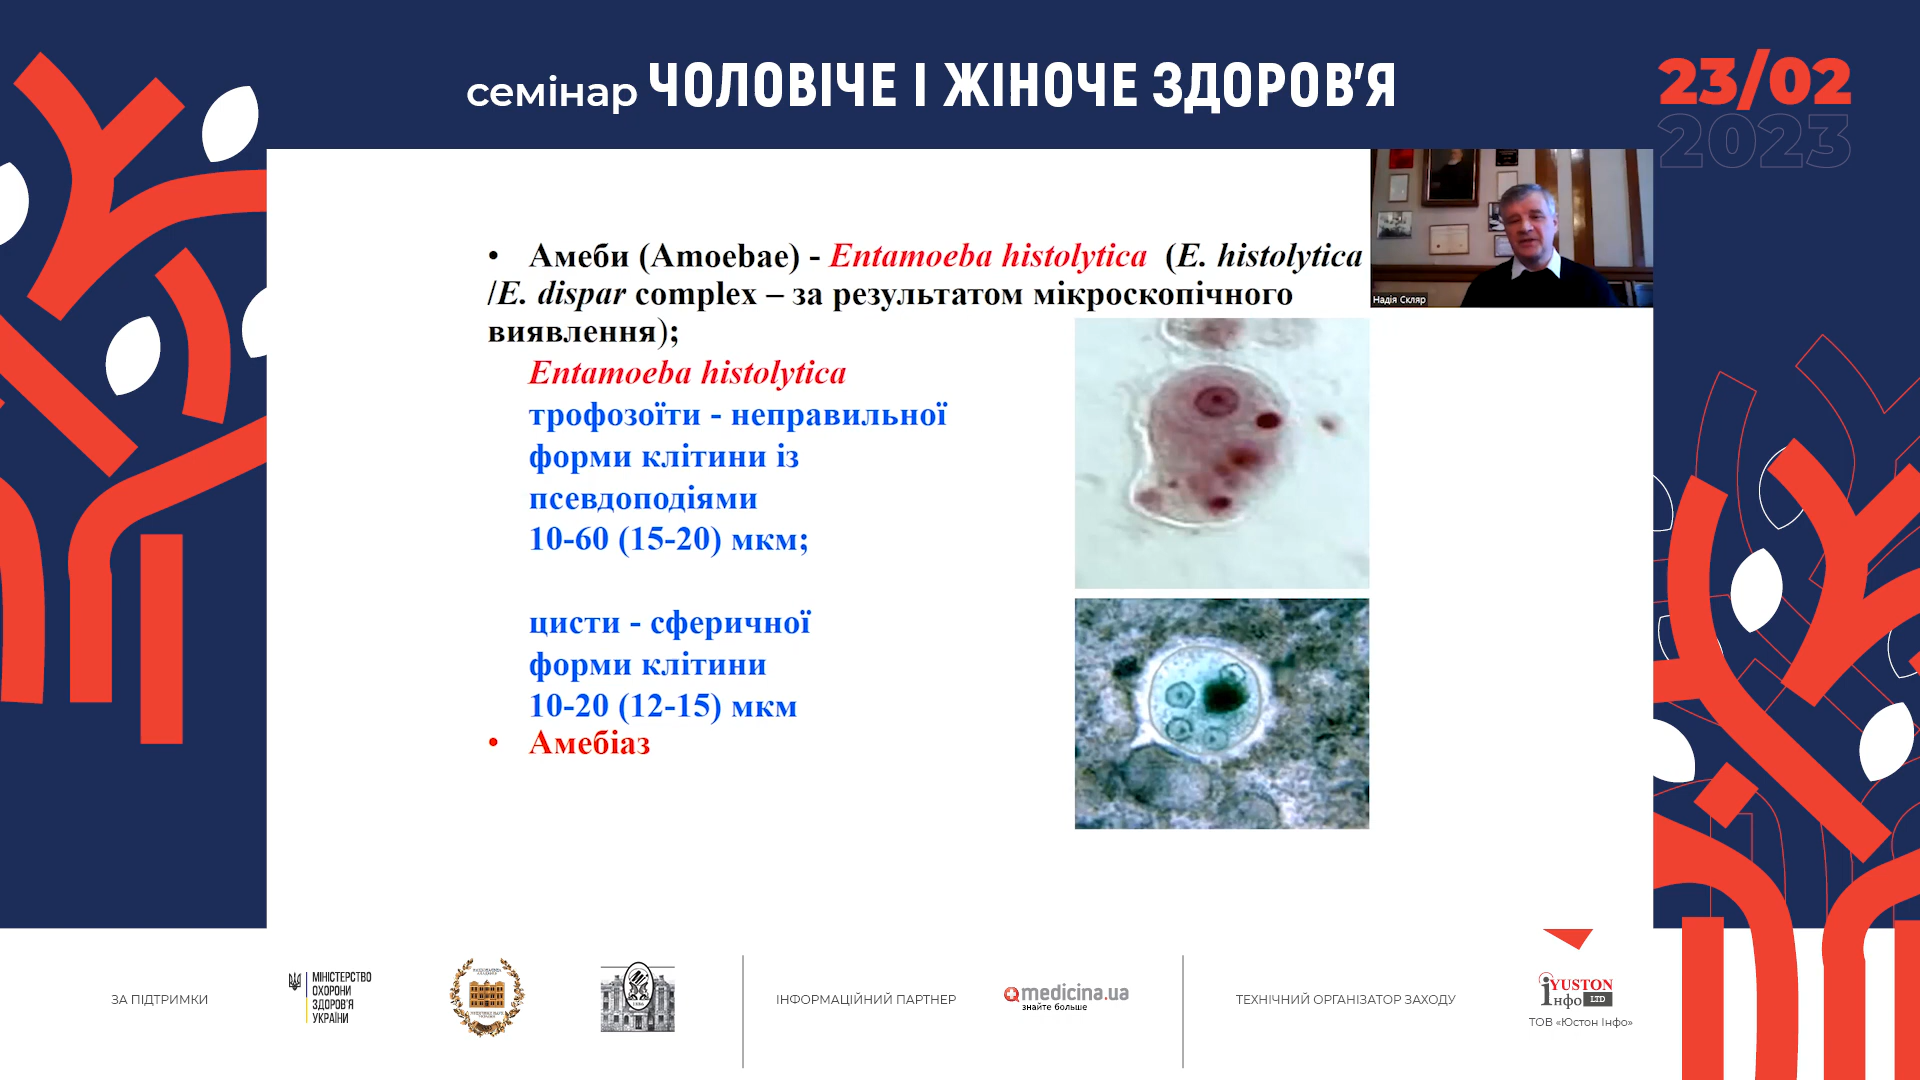 семінар ЧОЛОВІЧЕ І ЖІНОЧЕ ЗДОРОВ'Я
23/02
2023
• Амеби (Amoebae) - Entamoeba histolytica (E. histolytica
/E. dispar complex – за результатом мікроскопічного
виявлення);
Entamoeba histolytica
трофозоїти - неправильної
форми клітини із
псевдоподіями
10-60 (15-20) мкм;
цисти - сферичної
форми клітини
10-20 (12-15) мкм
• Амебіаз
Надія Скляр
ЗА ПІДТРИМКИ
МІНІСТЕРСТВО
ОХОРОНИ
ЗДОРОВ'Я
УКРАЇНИ
ІНФОРМАЦІЙНИЙ ПАРТНЕР
medicina.ua
знайте больше
ТЕХНІЧНИЙ ОРГАНІЗАТОР ЗАХОДУ
iYUSTON
Інфо LTD
ТОВ «Юстон Інфо»